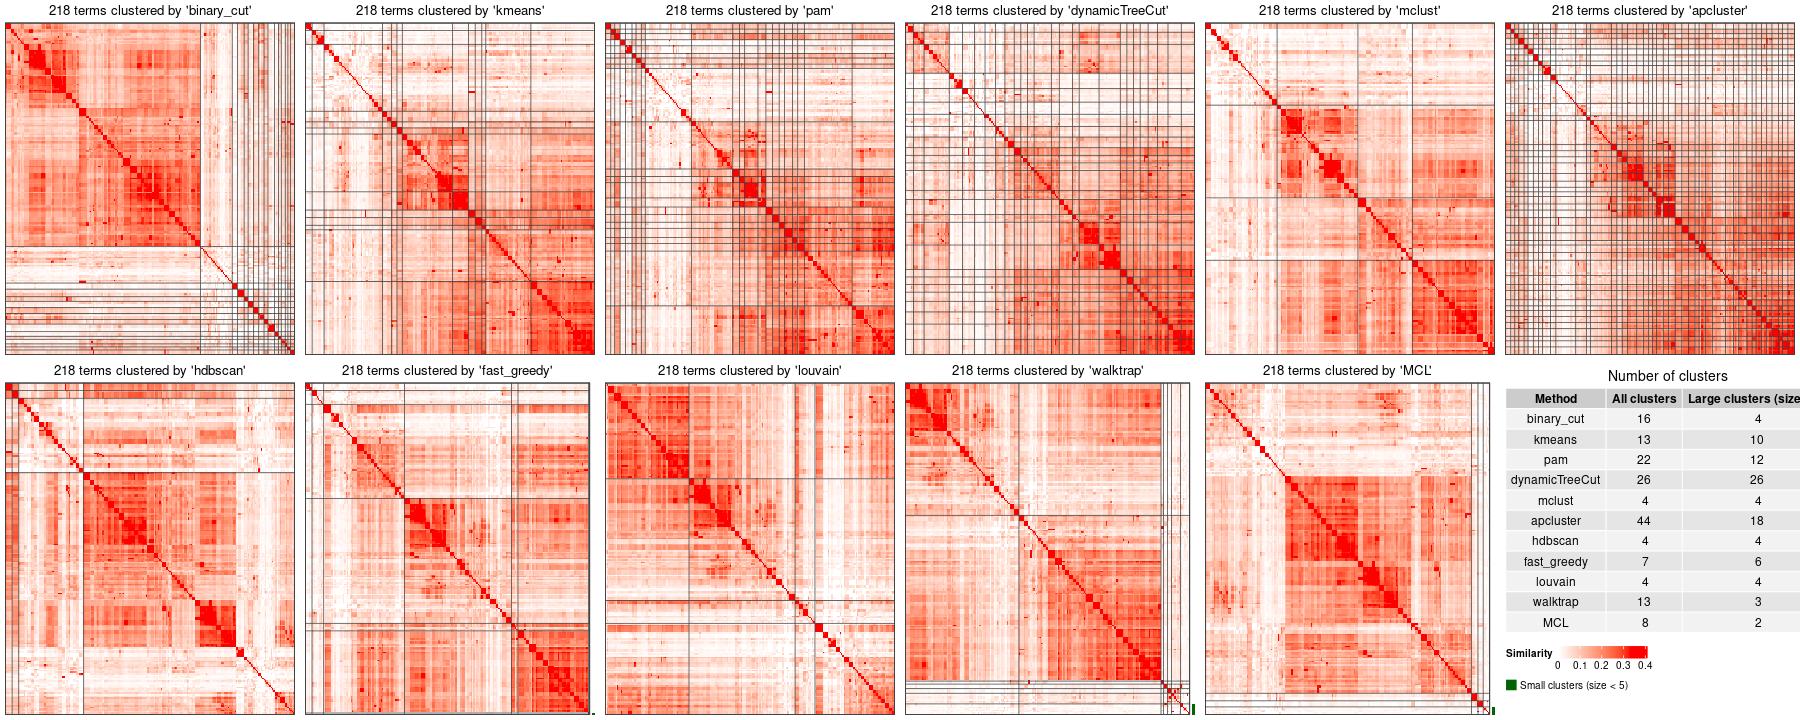 218 terms clustered by 'binary_cut'
218 terms clustered by 'kmeans'
218 terms clustered by 'pam'
218 terms clustered by 'dynamicTreeCut'
218 terms clustered by 'mclust'
218 terms clustered by 'apcluster'
218 terms clustered by 'hdbscan'
218 terms clustered by 'fast_greedy'
218 terms clustered by 'louvain'
218 terms clustered by 'walktrap'
218 terms clustered by 'MCL'
Number of clusters
Method All clusters Large clusters (size
binary_cut 16 4
kmeans 13 10
pam 22 12
dynamicTreeCut 26 26
mclust 4 4
apcluster 44 18
hdbscan 4 4
fast_greedy 7 6
louvain 4 4
walktrap 13 3
MCL 8 2
Similarity
0 0.1 0.2 0.3 0.4
Small clusters (size < 5)